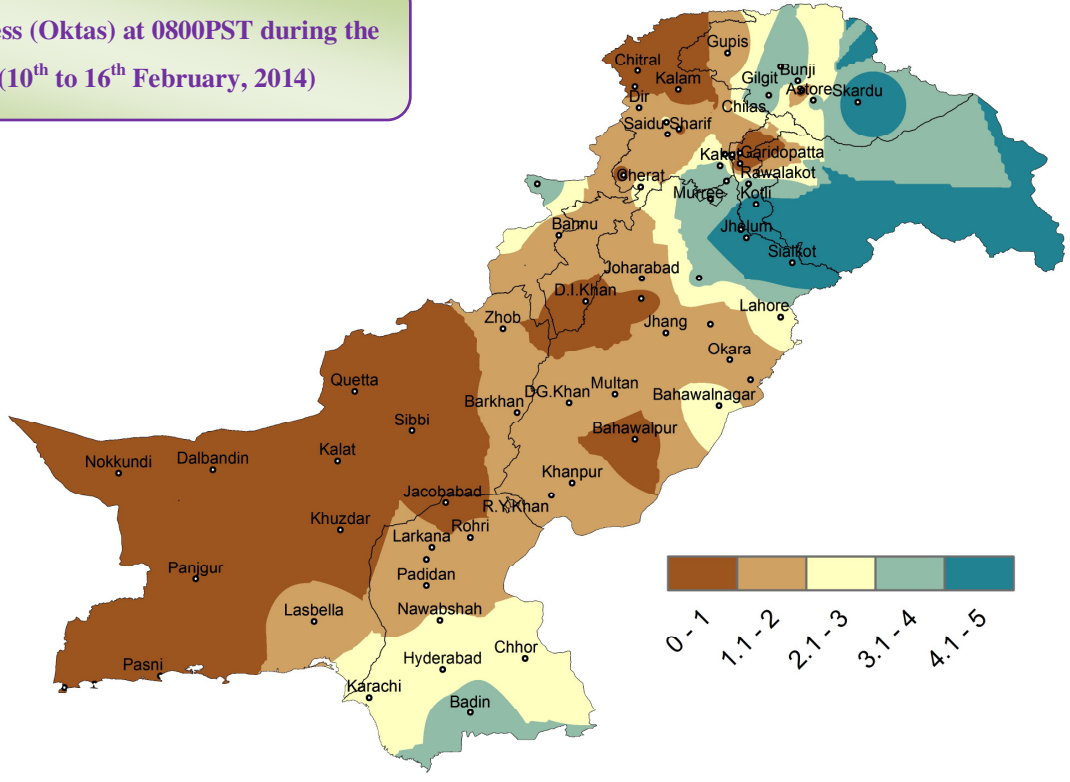 ess (Oktas) at 0800PST during the
(10th to 16th February, 2014)
Gupis
Chitral
Kalam
Gilgit
Bunji
Dir
Astore
Skardu
Chilas
Saidu Sharif
Garidopatta
Rawalakot
Cherat
Murree
Kotli
Bannu
Jhelum
Sialkot
Joharabad
D.I.Khan
Lahore
Zhob
Jhang
Okara
Quetta
DG.Khan
Multan
Bahawalnagar
Barkhan
Sibbi
Bahawalpur
Kalat
Nokkundi
Dalbandin
Khanpur
Jacobabad
R.Y.Khan
Khuzdar
Rohri
Larkana
Panjgur
Padidan
Lasbella
Nawabshah
Chhor
Hyderabad
Pasni
Karachi
Badin
0 - 1
1.1 - 2
2.1 - 3
3.1 - 4
4.1 - 5